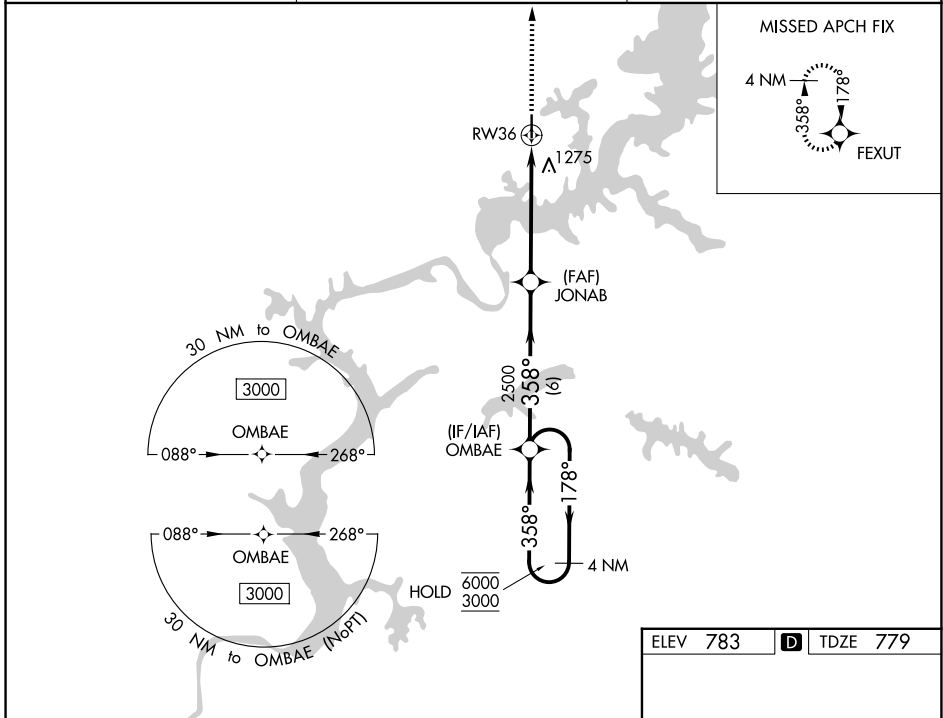 MISSED APCH FIX
4 NM
358°
178°
FEXUT
RW36
1275
(FAF)
JONAB
2500
358°
(6)
(IF/IAF)
OMBAE
178°
358°
4 NM
HOLD
6000
3000
30 NM to OMBAE
3000
OMBAE
088°
268°
088°
268°
OMBAE
3000
30 NM to OMBAE (NoPT)
ELEV 783 D TDZE 779